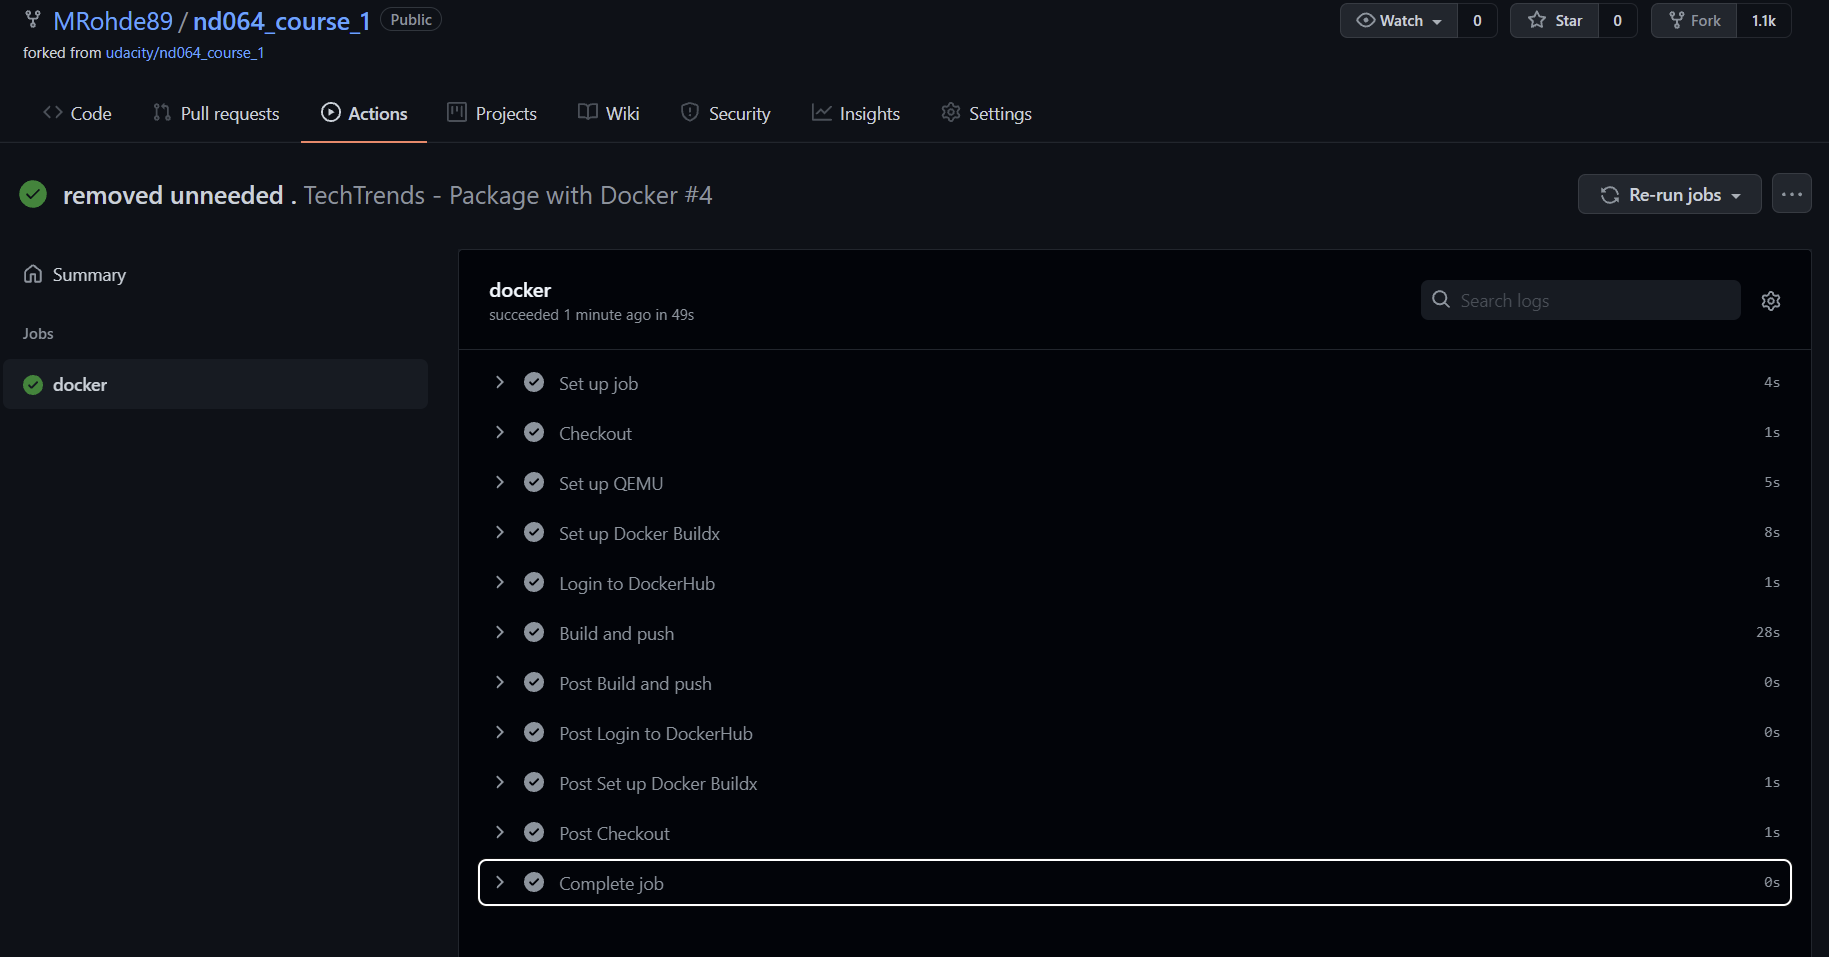 MRohde89 / nd064_course_1 Public
Watch 0 Star 0 Fork 1.1k
forked from udacity/nd064_course_1
Code Pull requests Actions Projects Wiki Security Insights Settings
removed unneeded . TechTrends - Package with Docker #4
Re-run jobs
Summary
Jobs
docker
docker
succeeded 1 minute ago in 49s
Search logs
Set up job 4s
Checkout 1s
Set up QEMU 5s
Set up Docker Buildx 8s
Login to DockerHub 1s
Build and push 28s
Post Build and push 0s
Post Login to DockerHub 0s
Post Set up Docker Buildx 1s
Post Checkout 1s
Complete job 0s